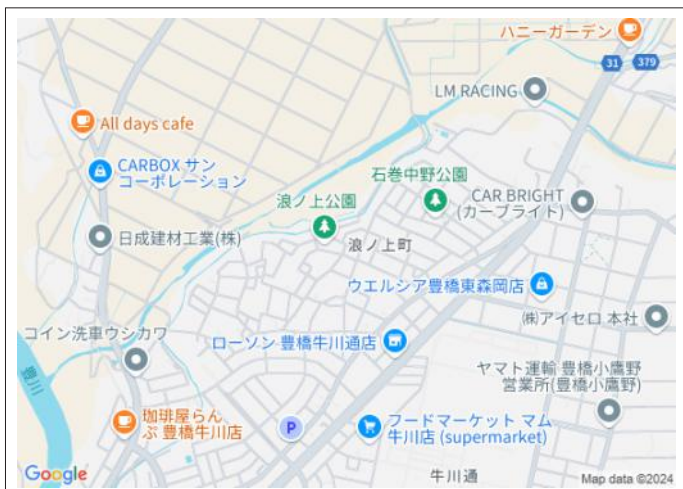 ハニーガーデン
31
379
LM RACING
All days cafe
CARBOX サン
コーポレーション
石巻中野公園
浪ノ上公園
CAR BRIGHT
(カーブライト)
日成建材工業(株)
浪ノ上町
ウエルシア豊橋東森岡店
㈱アイセロ 本社
コイン洗車ウシカワ
ローソン 豊橋牛川通店
ヤマト運輸 豊橋小鷹野
営業所(豊橋小鷹野)
豊川
珈琲屋らん
ぷ 豊橋牛川店
P
フードマーケット マム
牛川店 (supermarket)
牛川通
Google
Map data ©2024